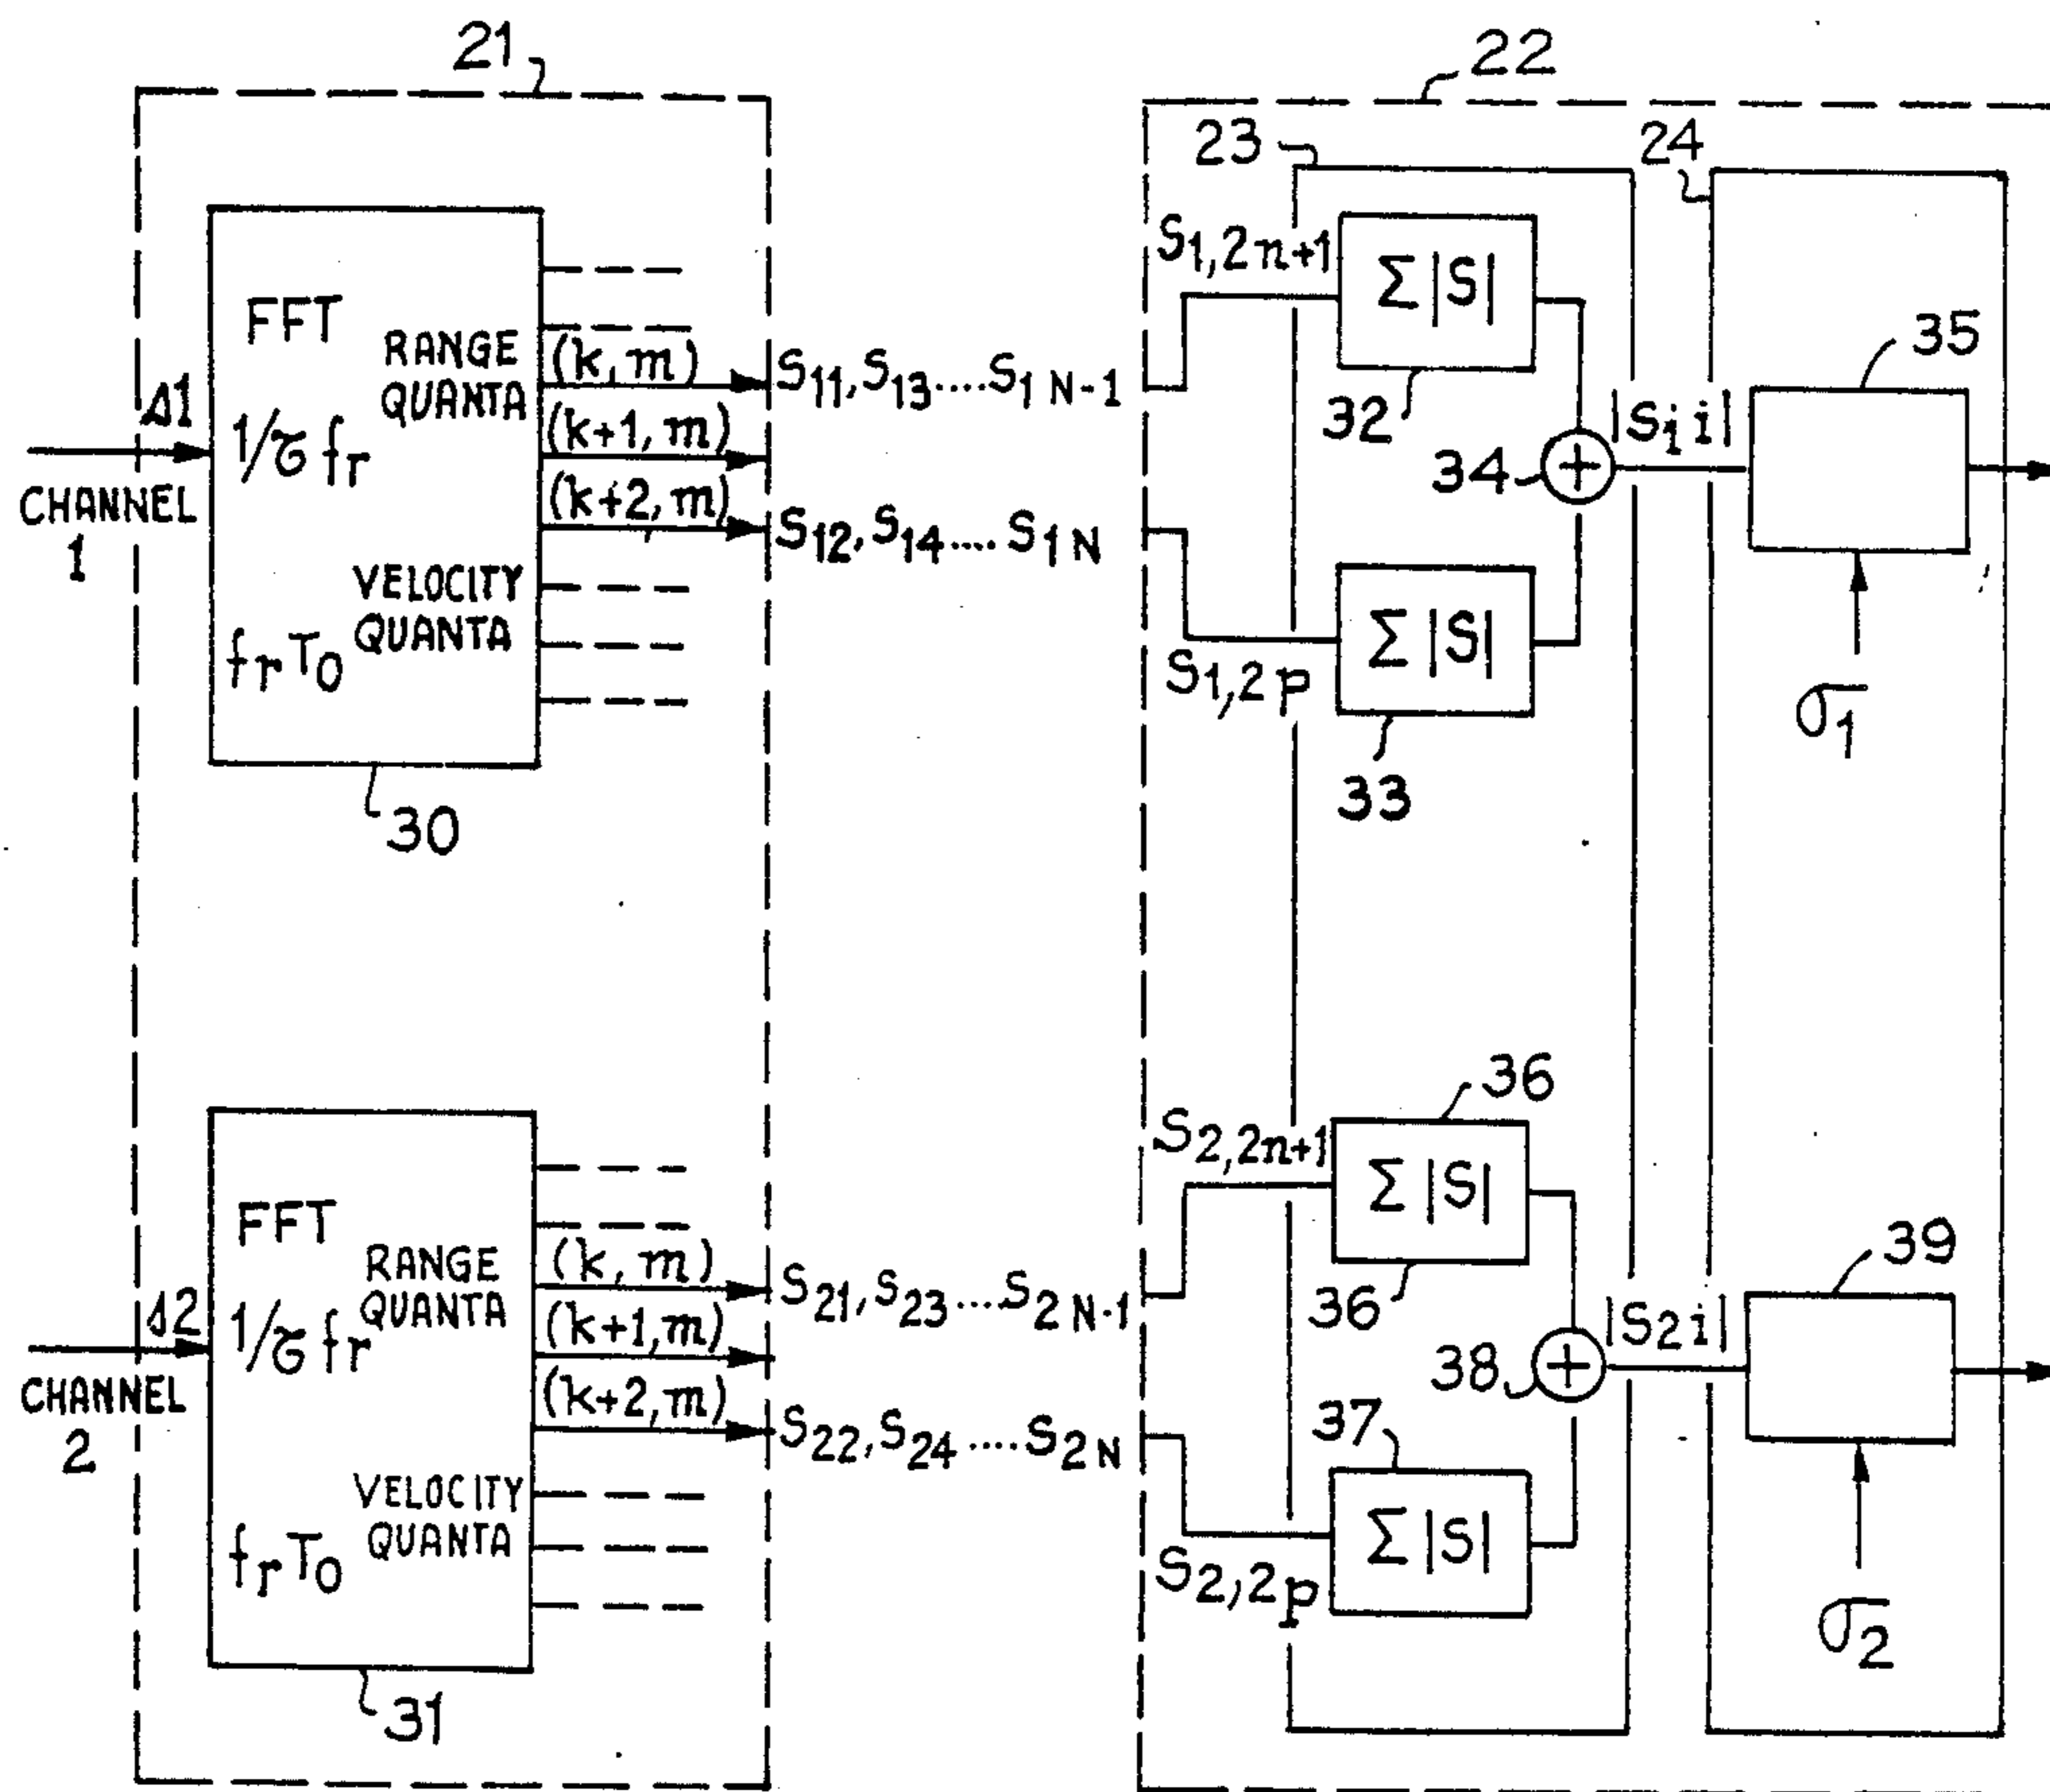 21
22
23
24
FFT
RANGE
QUANTA
1/τ fr
VELOCITY
QUANTA
fr T0
(k, m)
(k+1, m)
(k+2, m)
Δ1
CHANNEL
1
30
S11, S13....S1 N-1
S12, S14.... S1 N
S1,2n+1
Σ |S|
32
S1,2p
Σ |S|
33
34
+
|Si i|
35
σ1
FFT
RANGE
QUANTA
1/τ fr
VELOCITY
QUANTA
fr T0
(k, m)
(k+1, m)
(k+2, m)
Δ2
CHANNEL
2
31
S21, S23...S2 N-1
S22, S24 ....S2 N
S2,2n+1
36
Σ |S|
36
S2,2p
37
Σ |S|
38
+
|S2 i|
39
σ2